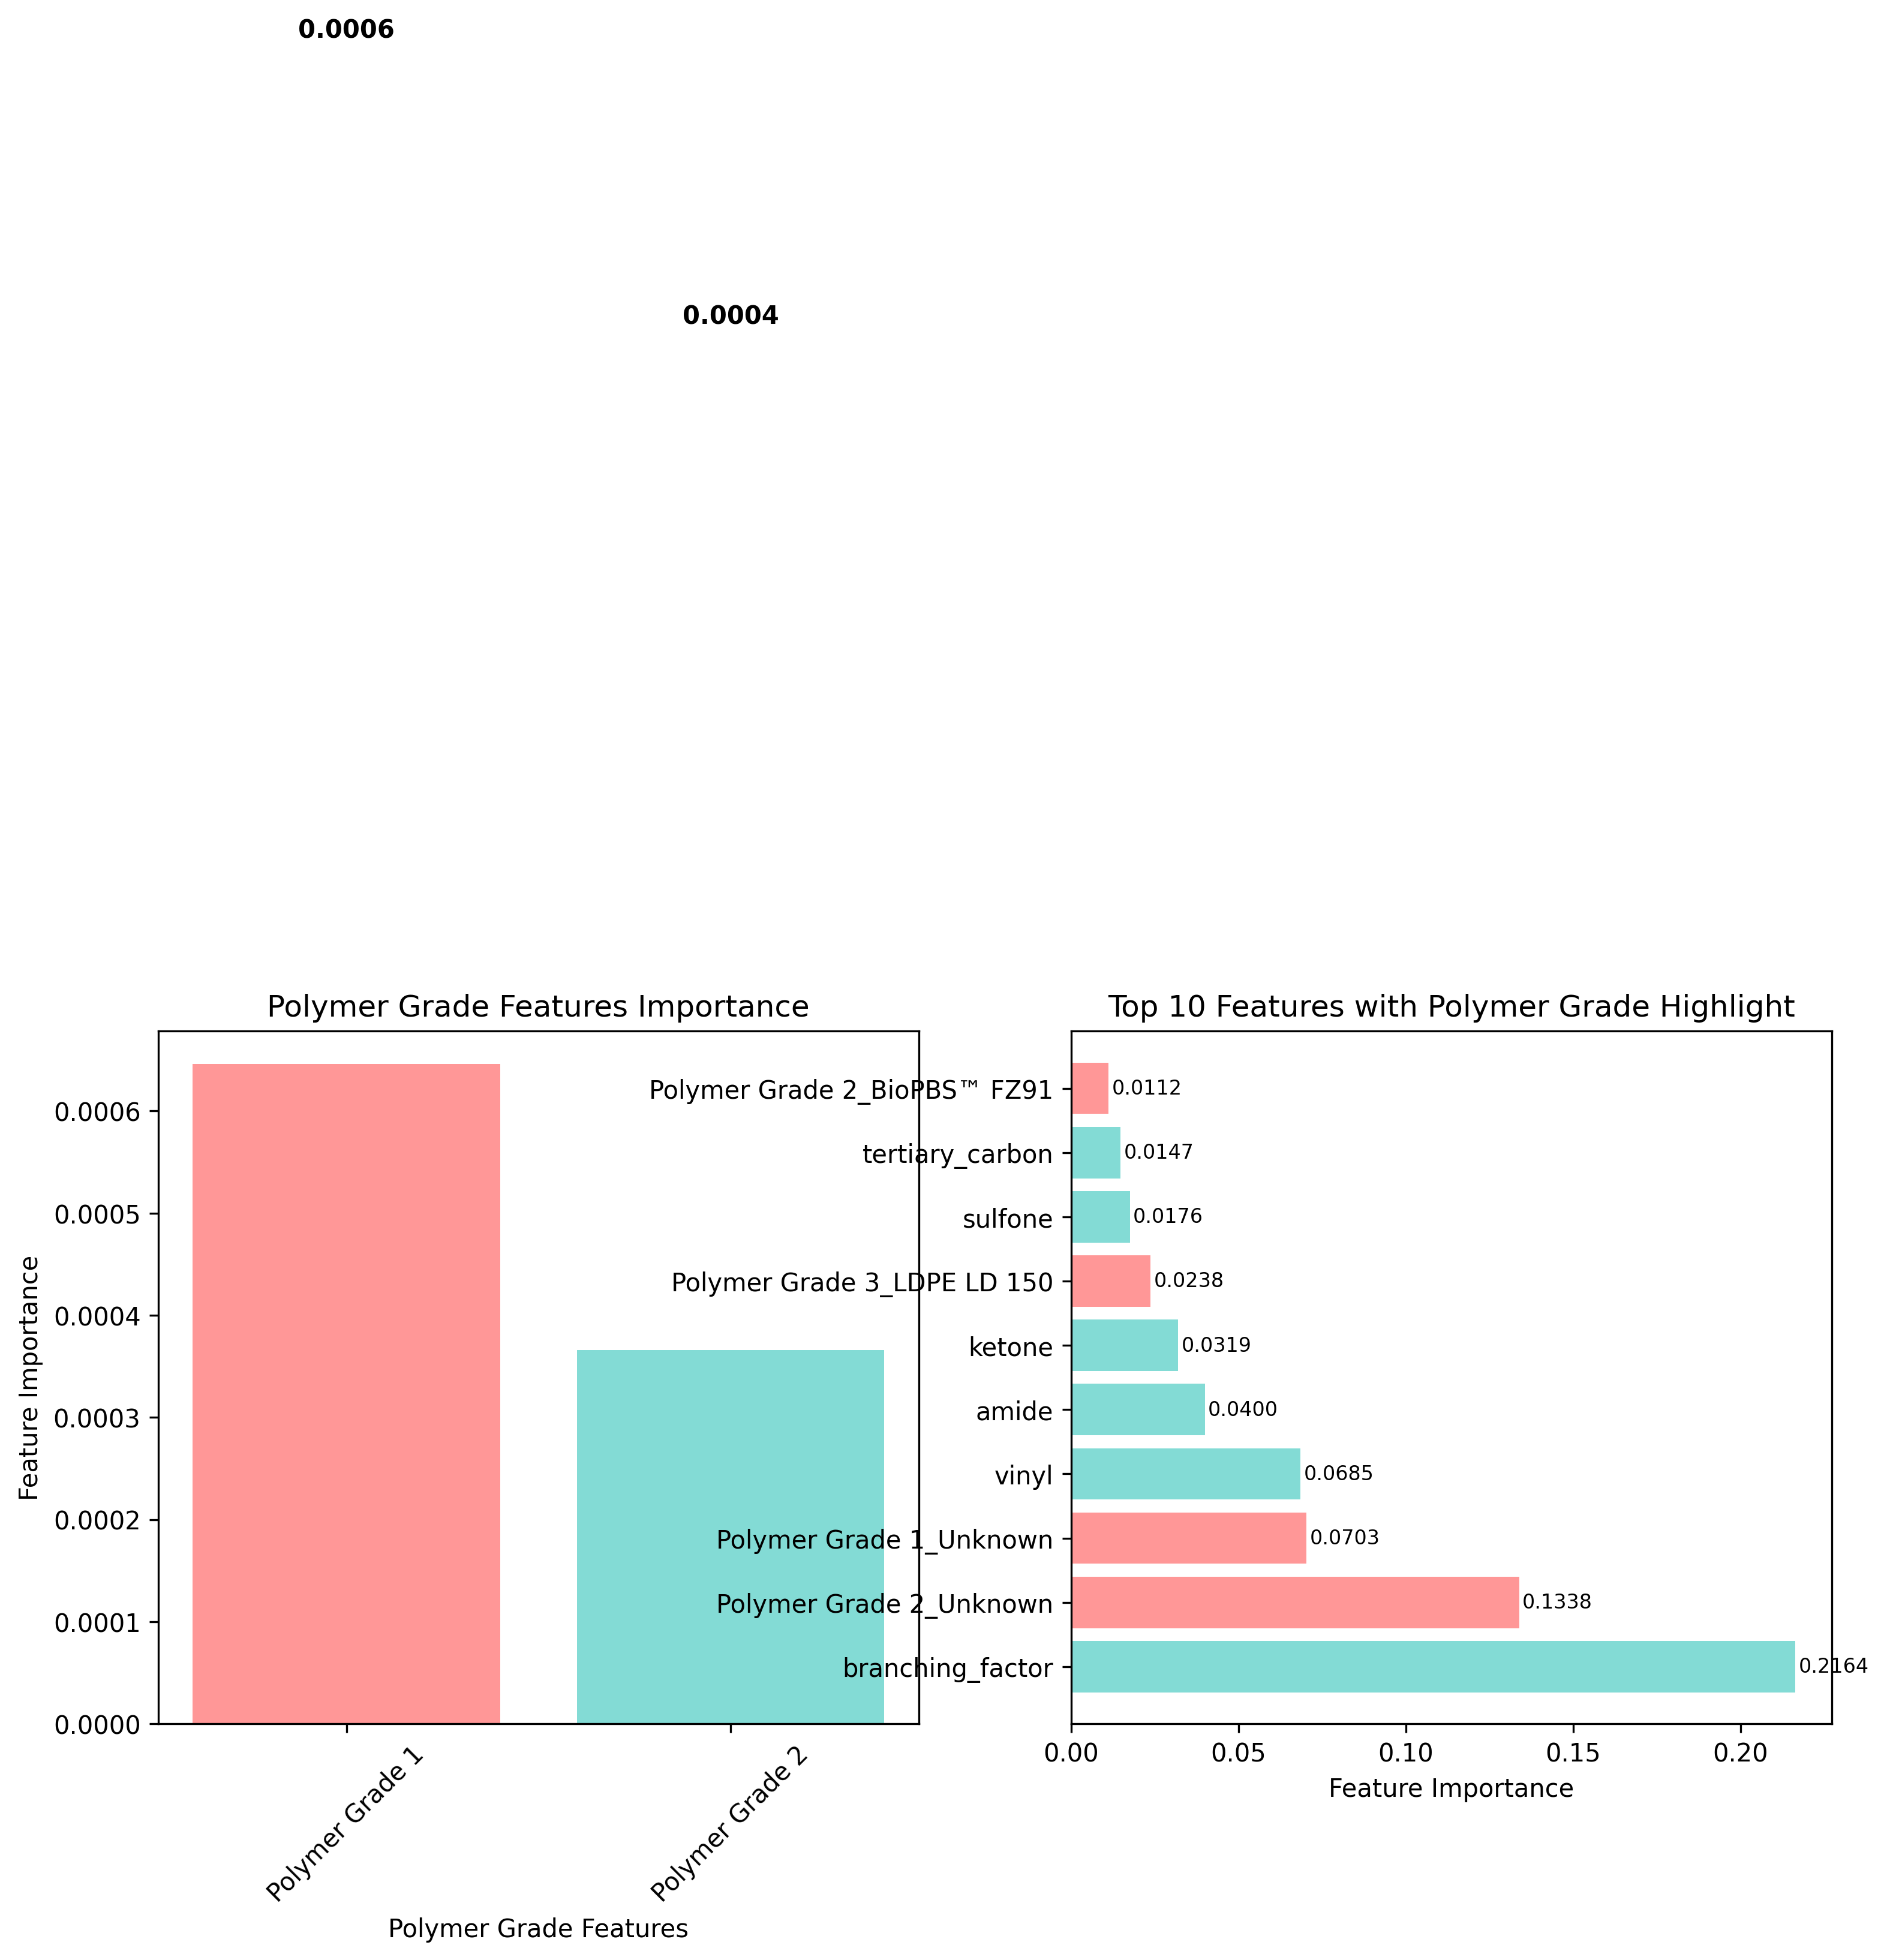 0.0006
0.0004
Polymer Grade Features Importance
Feature Importance
0.0006
0.0005
0.0004
0.0003
0.0002
0.0001
0.0000
Polymer Grade 1
Polymer Grade 2
Polymer Grade Features
Top 10 Features with Polymer Grade Highlight
Polymer Grade 2_BioPBS™ FZ91
0.0112
tertiary_carbon
0.0147
sulfone
0.0176
Polymer Grade 3_LDPE LD 150
0.0238
ketone
0.0319
amide
0.0400
vinyl
0.0685
Polymer Grade 1_Unknown
0.0703
Polymer Grade 2_Unknown
0.1338
branching_factor
0.2164
0.00
0.05
0.10
0.15
0.20
Feature Importance